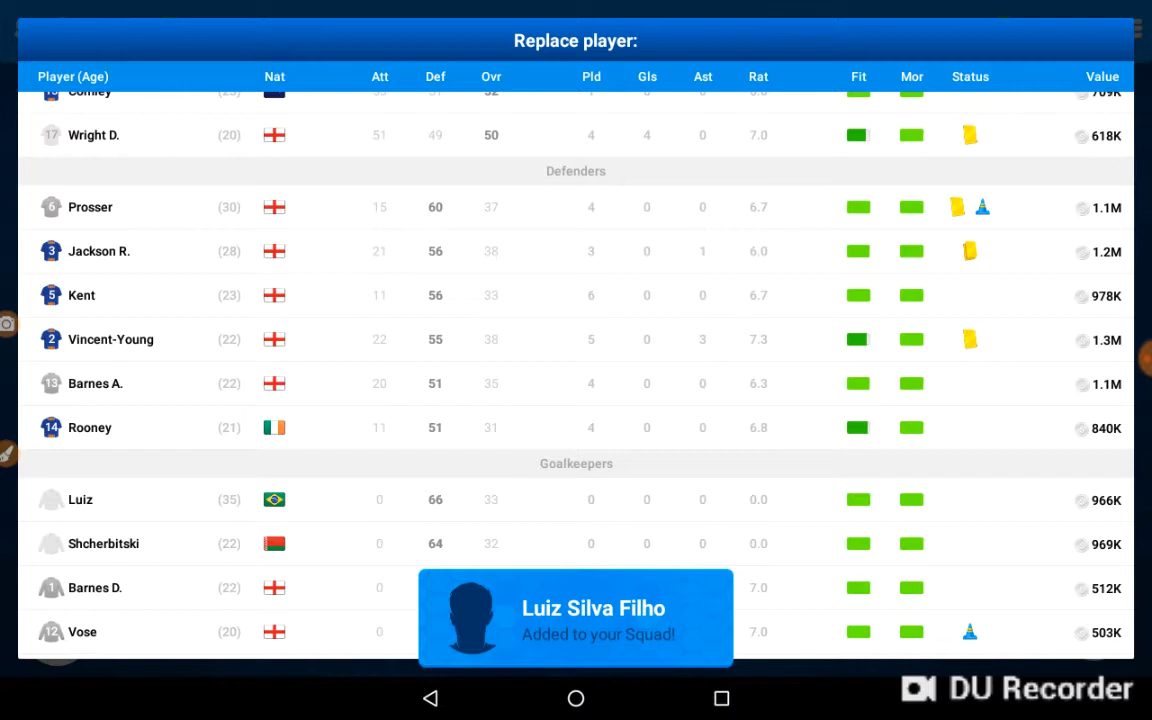 Replace player:
Player (Age) Nat Att Def Ovr Pld Gls Ast Rat Fit Mor Status Value
17 Wright D. (20) 51 49 50 4 4 0 7.0 618K
Defenders
6 Prosser (30) 15 60 37 4 0 0 6.7 1.1M
3 Jackson R. (28) 21 56 38 3 0 1 6.0 1.2M
5 Kent (23) 11 56 33 6 0 0 6.7 978K
2 Vincent-Young (22) 22 55 38 5 0 3 7.3 1.3M
13 Barnes A. (22) 20 51 35 4 0 0 6.3 1.1M
14 Rooney (21) 11 51 31 4 0 0 6.8 840K
Goalkeepers
Luiz (35) 0 66 33 0 0 0 0.0 966K
Shcherbitski (22) 0 64 32 0 0 0 0.0 969K
1 Barnes D. (22) 0 7.0 512K
12 Vose (20) 0 7.0 503K
Luiz Silva Filho
Added to your Squad!
DU Recorder